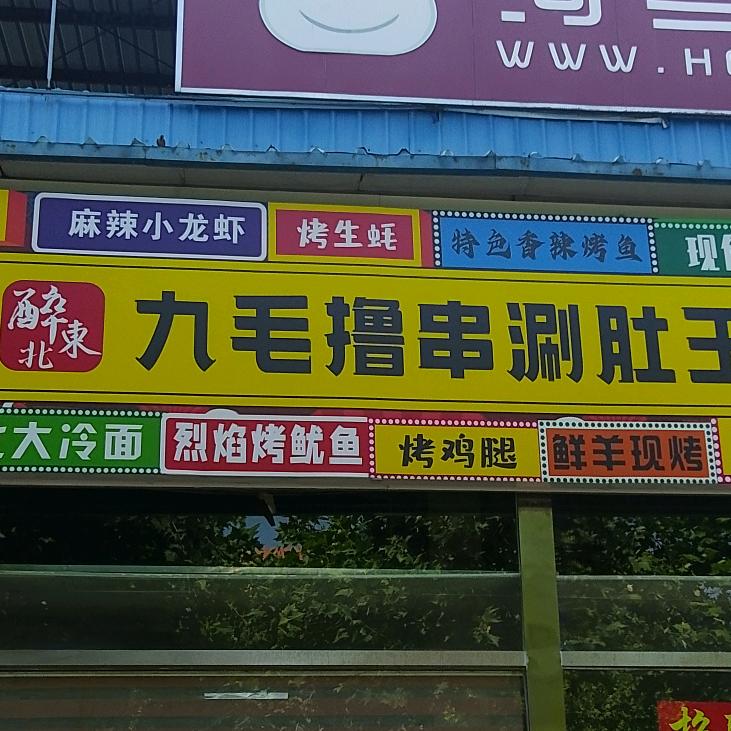 WWW.H
麻辣小龙虾 烤生蚝 特色香辣烤鱼 现
醉東北 九毛撸串涮肚王
大冷面 烈焰烤鱿鱼 烤鸡腿 鲜羊现烤